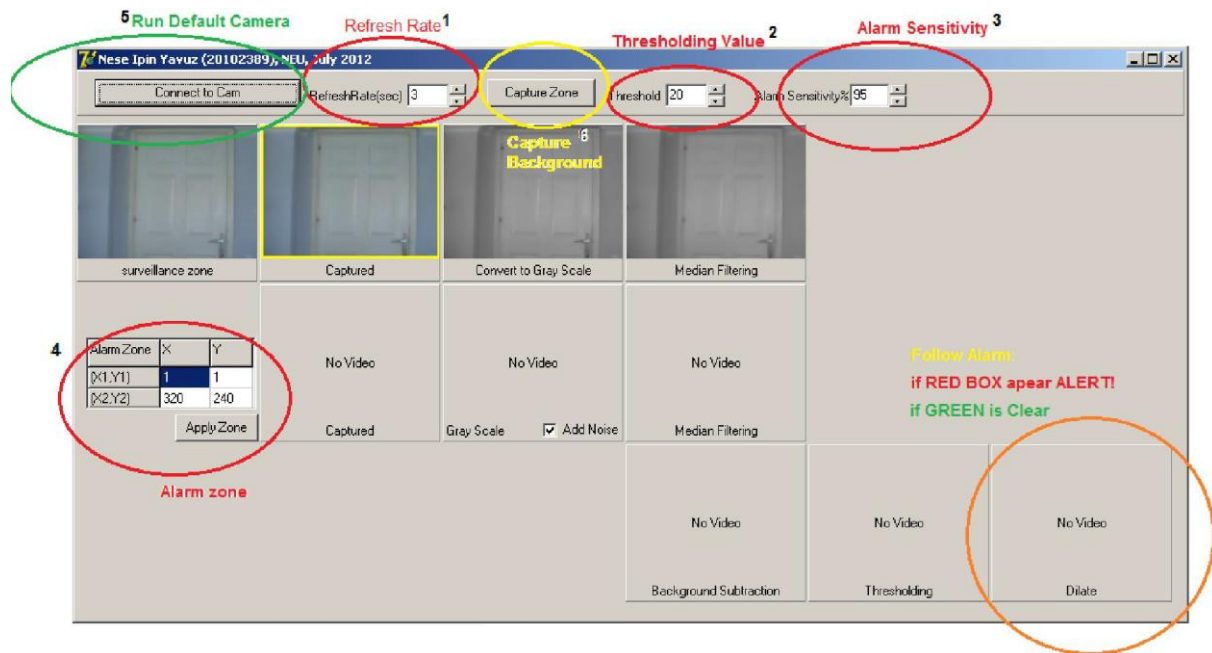 5 Run Default Camera
Refresh Rate 1
Thresholding Value 2
Alarm Sensitivity 3
Nese Ipin Yavuz (20102389), NEU, July 2012
Connect to Cam
RefreshRate(sec) 3
Capture Zone
Threshold 20
Alarm Sensitivity% 95
Capture 6
Background
surveillance zone
Captured
Convert to Gray Scale
Median Filtering
4
Alarm Zone X Y
(X1,Y1) 1 1
(X2,Y2) 320 240
Apply Zone
Alarm zone
No Video
Captured
No Video
Gray Scale Add Noise
No Video
Median Filtering
Follow Alarm:
if RED BOX apear ALERT!
if GREEN is Clear
No Video
Background Subtraction
No Video
Thresholding
No Video
Dilate